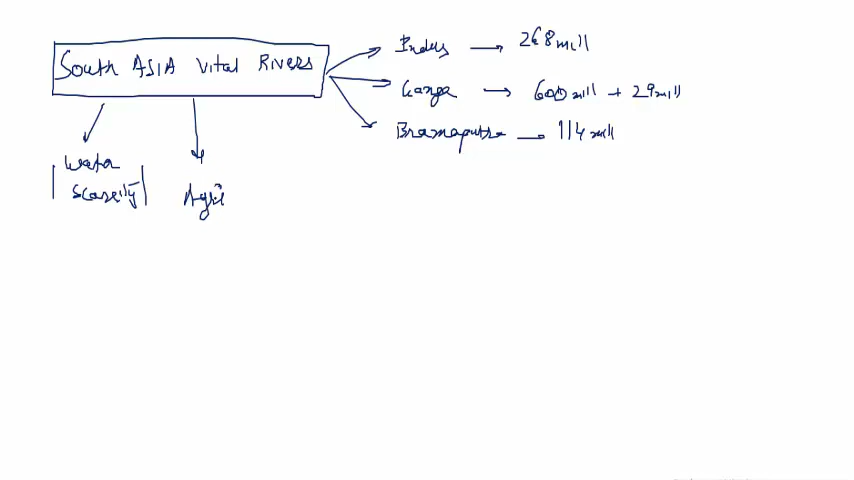 South ASIA Vital Rivers
Indus → 268 mill
Ganga → 600 mill + 29 mill
Bramaputra → 114 mill
Water
Scarcity
Agri